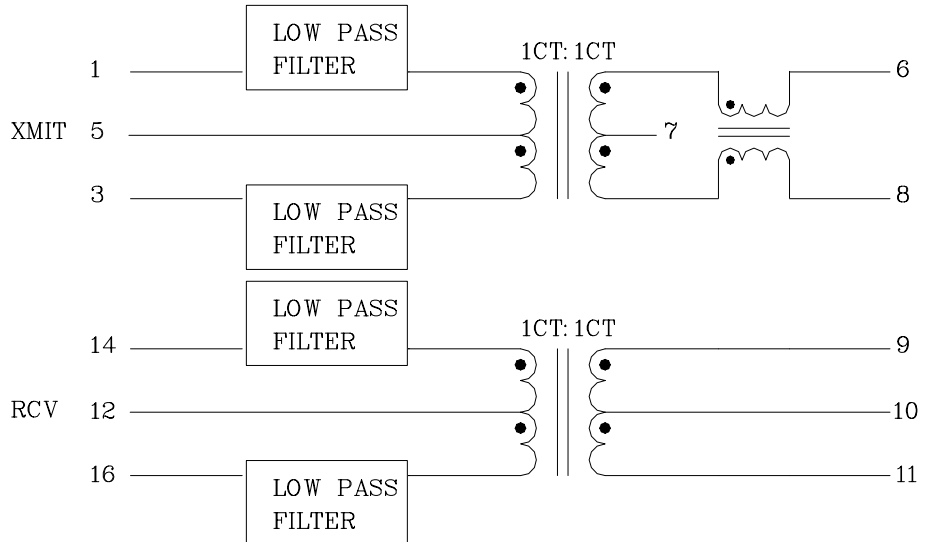 LOW PASS
FILTER
1CT: 1CT
1
6
XMIT 5
7
3
8
LOW PASS
FILTER
LOW PASS
FILTER
1CT: 1CT
14
9
RCV 12
10
16
11
LOW PASS
FILTER